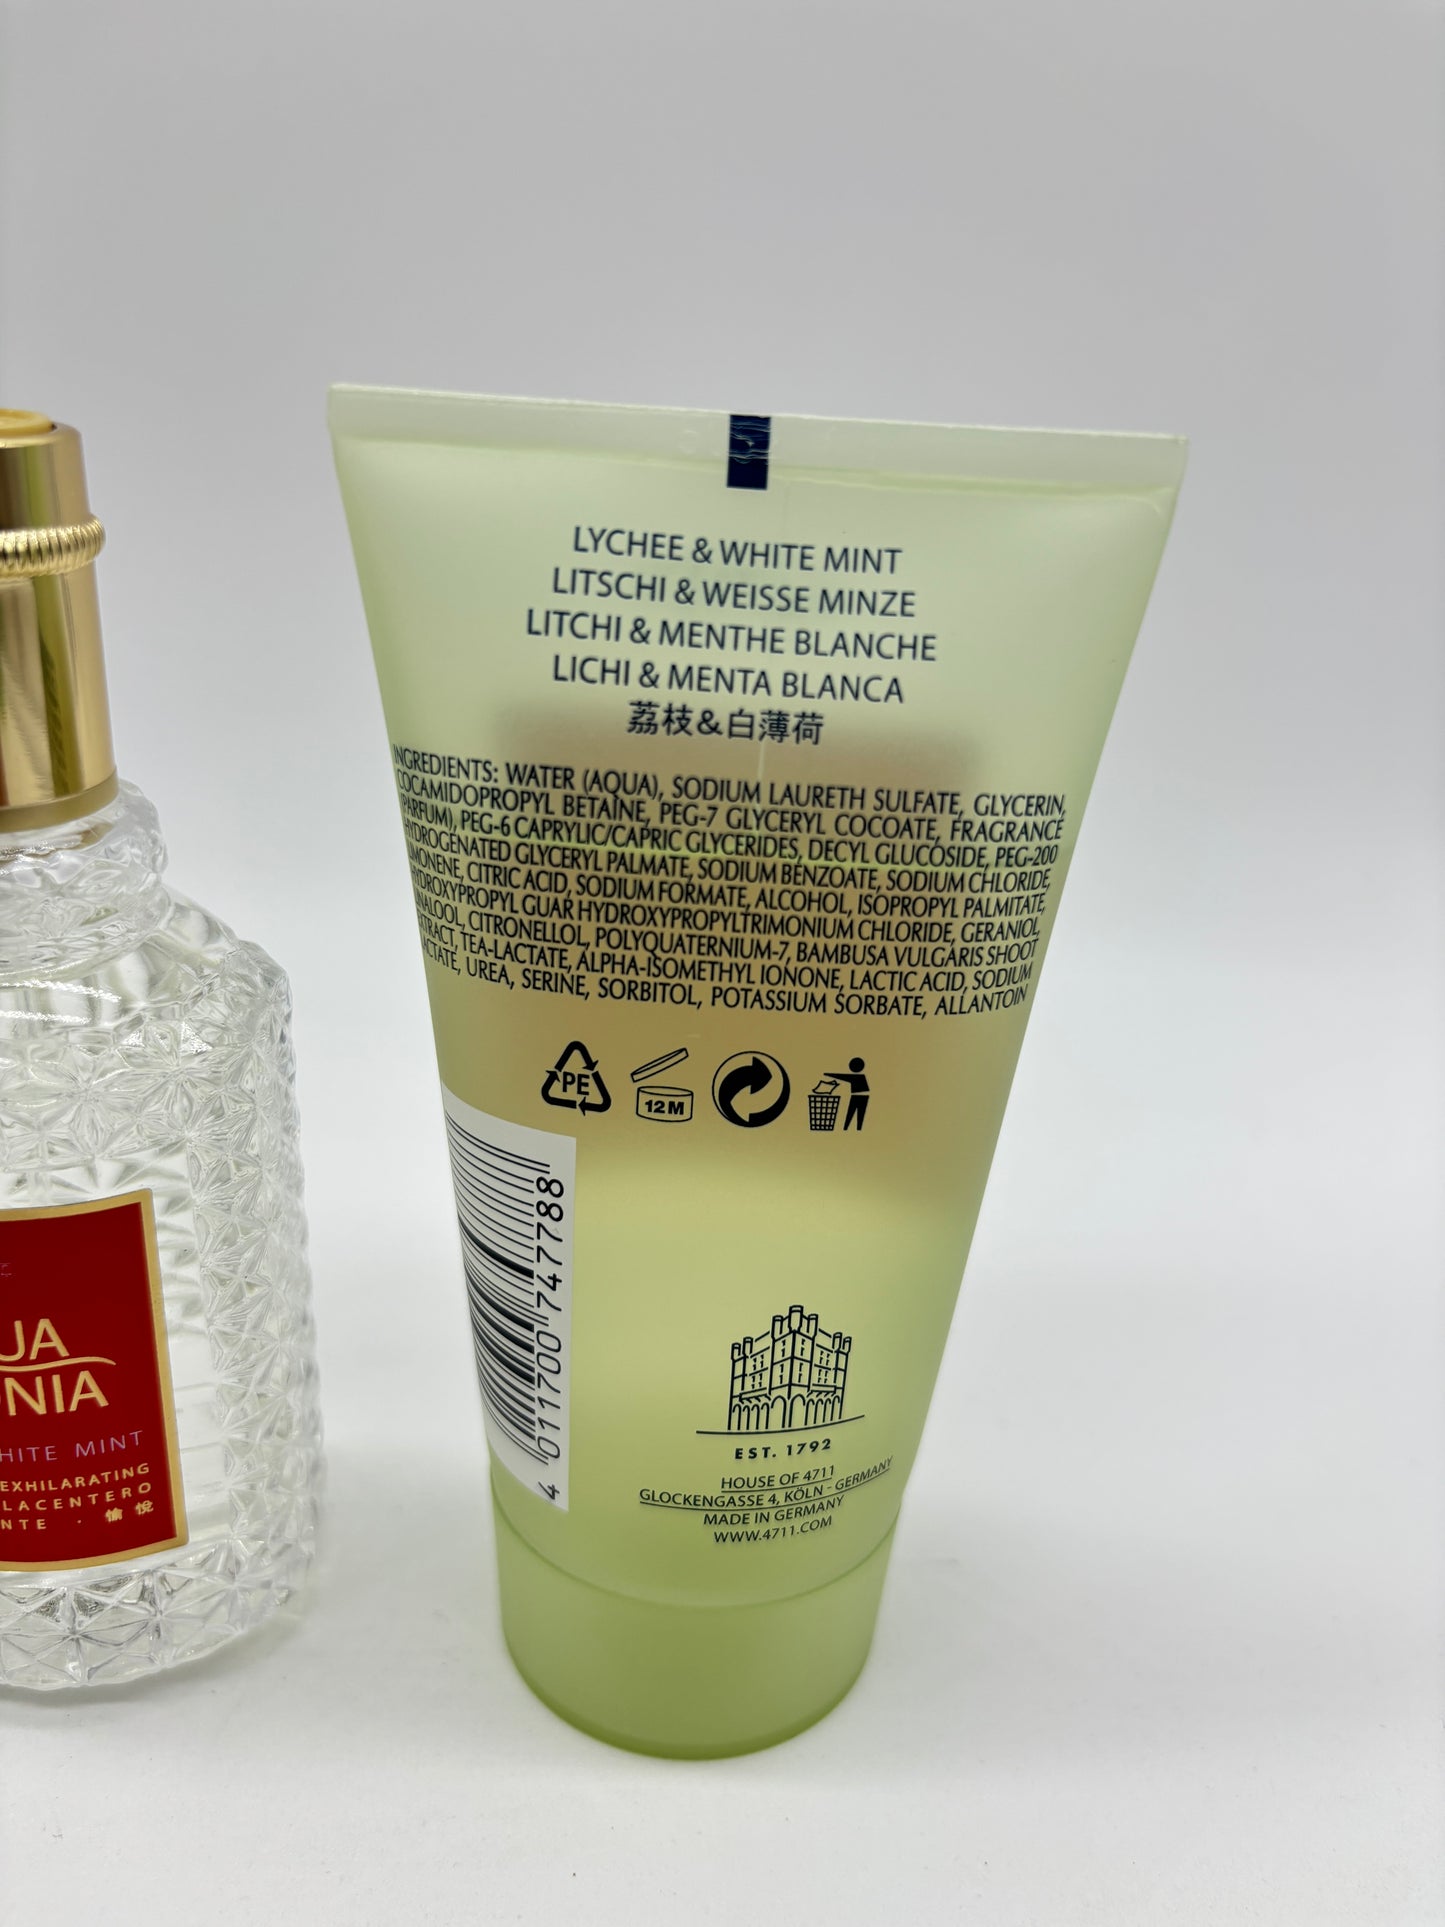 LYCHEE & WHITE MINT
LITSCHI & WEISSE MINZE
LITCHI & MENTHE BLANCHE
LICHI & MENTA BLANCA
荔枝&白薄荷
INGREDIENTS: WATER (AQUA), SODIUM LAURETH SULFATE, GLYCERIN,
COCAMIDOPROPYL BETAINE, PEG-7 GLYCERYL COCOATE, FRAGRANCE
(PARFUM), PEG-6 CAPRYLIC/CAPRIC GLYCERIDES, DECYL GLUCOSIDE, PEG-200
HYDROGENATED GLYCERYL PALMATE, SODIUM BENZOATE, SODIUM CHLORIDE,
LIMONENE, CITRIC ACID, SODIUM FORMATE, ALCOHOL, ISOPROPYL PALMITATE,
HYDROXYPROPYL GUAR HYDROXYPROPYLTRIMONIUM CHLORIDE, GERANIOL,
LINALOOL, CITRONELLOL, POLYQUATERNIUM-7, BAMBUSA VULGARIS SHOOT
EXTRACT, TEA-LACTATE, ALPHA-ISOMETHYL IONONE, LACTIC ACID, SODIUM
LACTATE, UREA, SERINE, SORBITOL, POTASSIUM SORBATE, ALLANTOIN
PE
12M
4 011700 747788
EST. 1792
HOUSE OF 4711
GLOCKENGASSE 4, KÖLN - GERMANY
MADE IN GERMANY
WWW.4711.COM
UA
ONIA
HITE MINT
EXHILARATING
LACENTERO
NTE · 愉悅